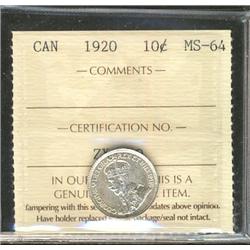 CAN 1920 10¢ MS-64
— COMMENTS —
— CERTIFICATION NO. —
IN OUR THIS IS A
GENU ITEM.
tampering with this se dates above opinion.
Have holder replaced package/seal not intact.